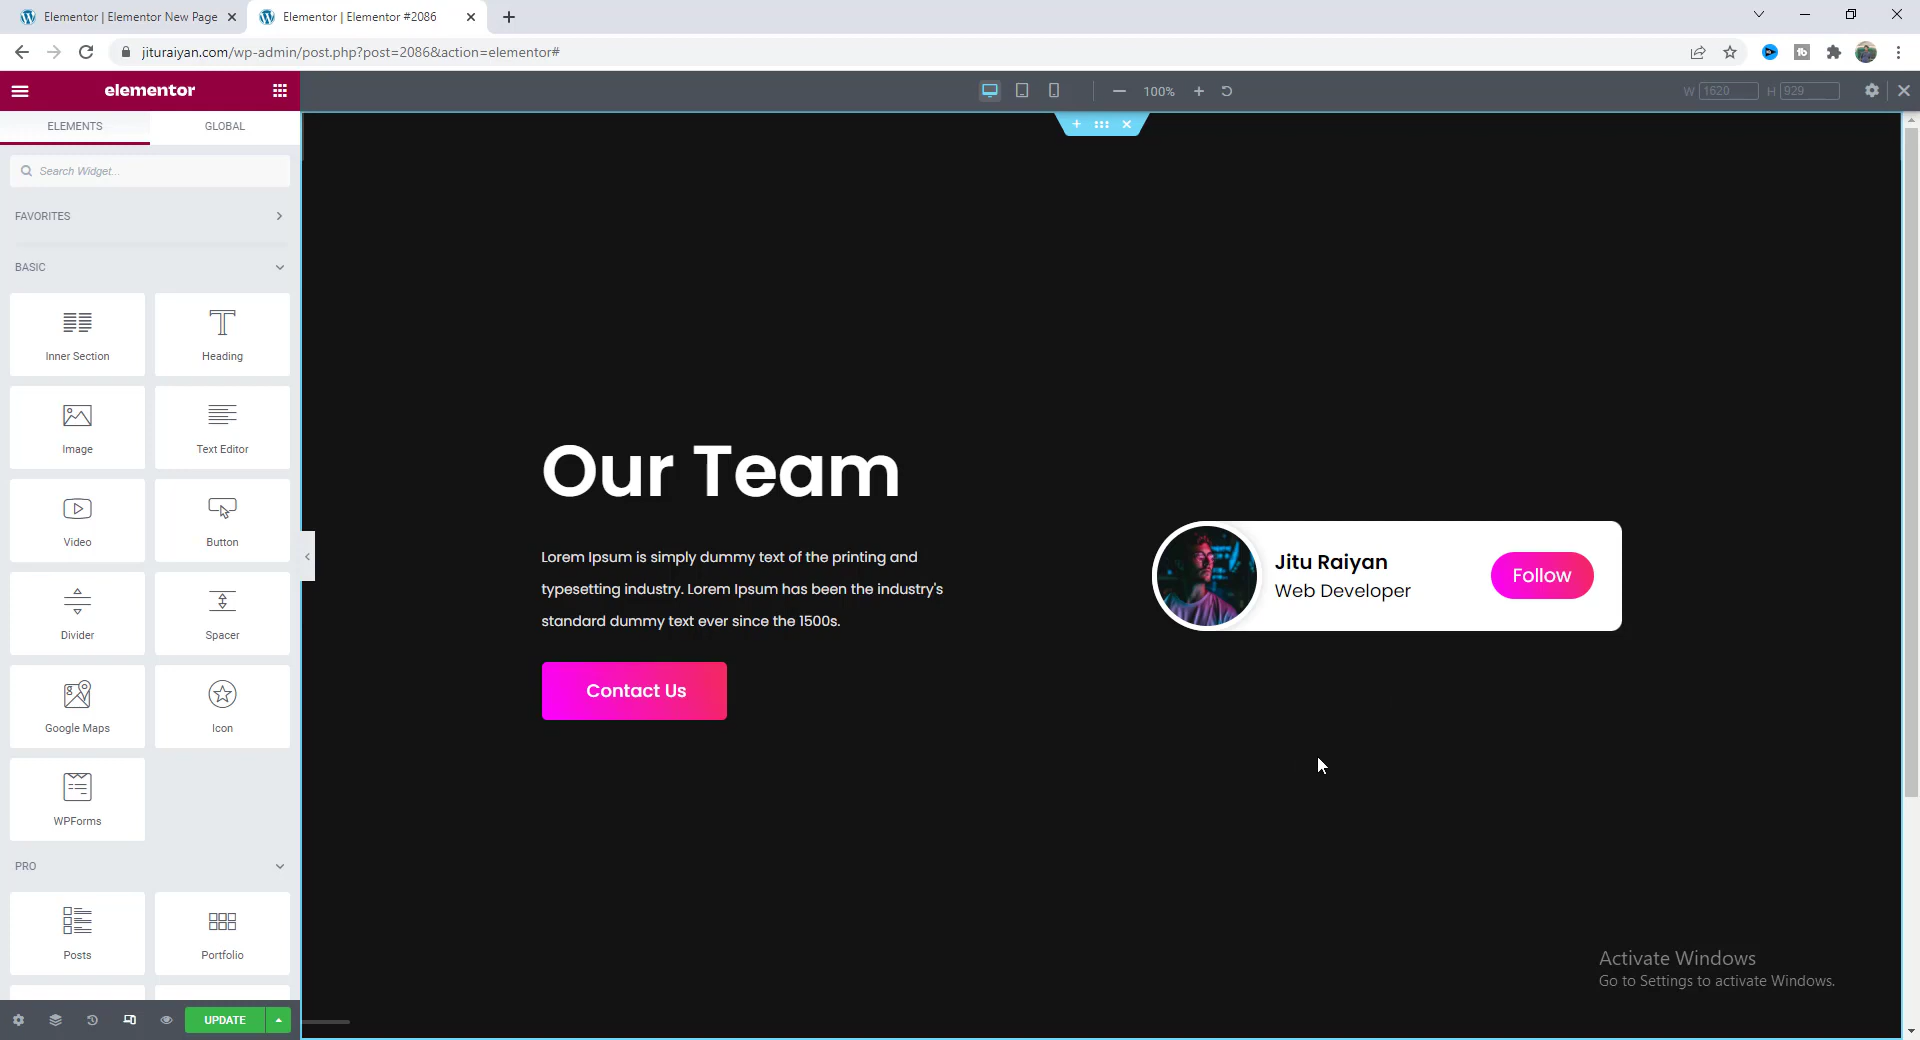 Elementor | Elementor New Page
Elementor | Elementor #2086
jituraiyan.com/wp-admin/post.php?post=2086&action=elementor#
elementor
100%
W 1620 H 929
ELEMENTS
GLOBAL
Search Widget...
FAVORITES
BASIC
Inner Section
Heading
Image
Text Editor
Video
Button
Divider
Spacer
Google Maps
Icon
WPForms
PRO
Posts
Portfolio
UPDATE
Our Team
Lorem Ipsum is simply dummy text of the printing and
typesetting industry. Lorem Ipsum has been the industry's
standard dummy text ever since the 1500s.
Contact Us
Jitu Raiyan
Web Developer
Follow
Activate Windows
Go to Settings to activate Windows.